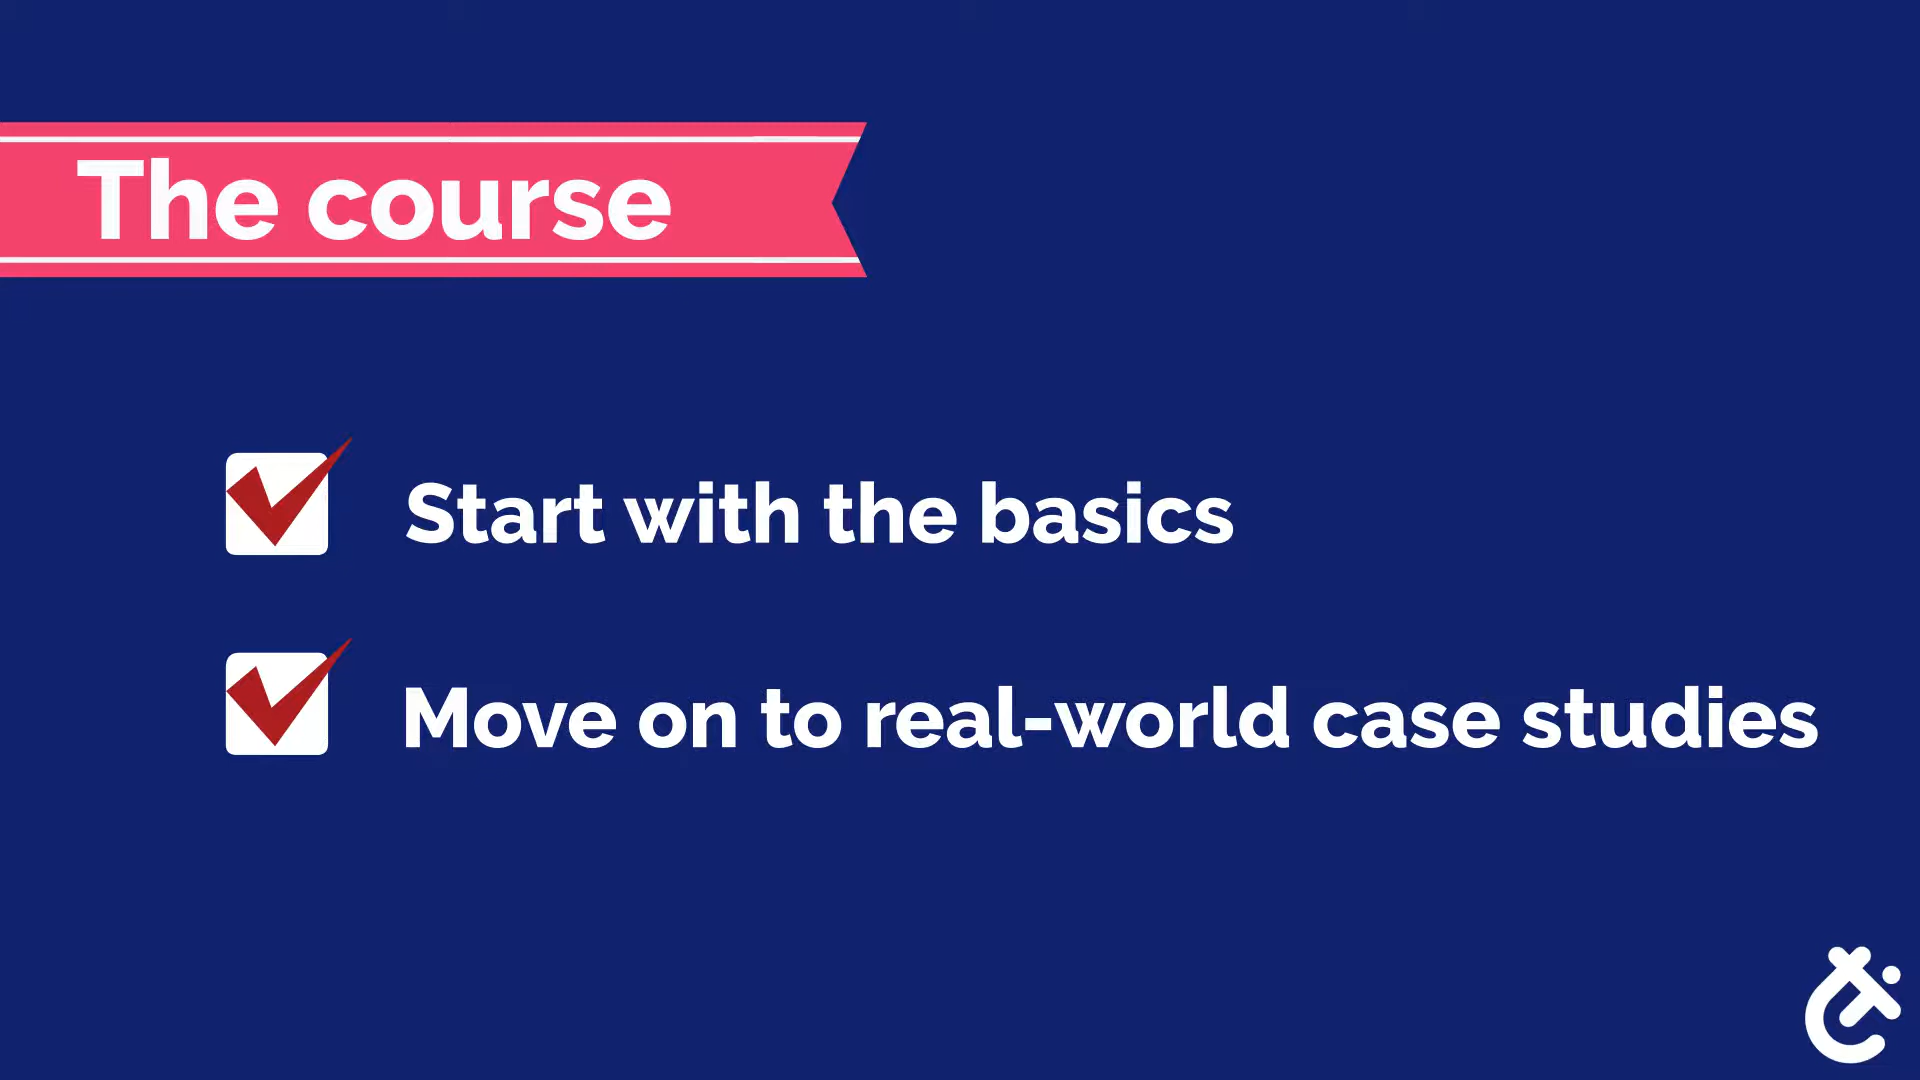 The course
Start with the basics
Move on to real-world case studies